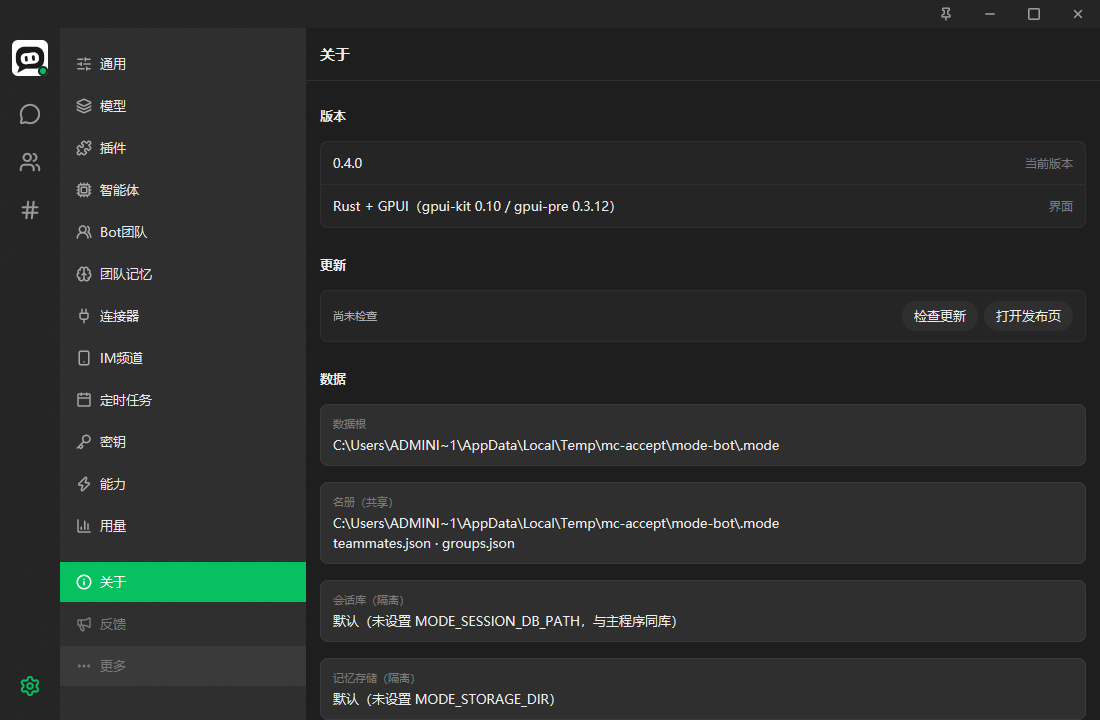 通用
模型
插件
智能体
Bot团队
团队记忆
连接器
IM频道
定时任务
密钥
能力
用量
关于
反馈
更多
关于
版本
0.4.0
当前版本
Rust + GPUI（gpui-kit 0.10 / gpui-pre 0.3.12）
界面
更新
尚未检查
检查更新
打开发布页
数据
数据根
C:\Users\ADMINI~1\AppData\Local\Temp\mc-accept\mode-bot\.mode
名册（共享）
C:\Users\ADMINI~1\AppData\Local\Temp\mc-accept\mode-bot\.mode
teammates.json · groups.json
会话库（隔离）
默认（未设置 MODE_SESSION_DB_PATH，与主程序同库）
记忆存储（隔离）
默认（未设置 MODE_STORAGE_DIR）